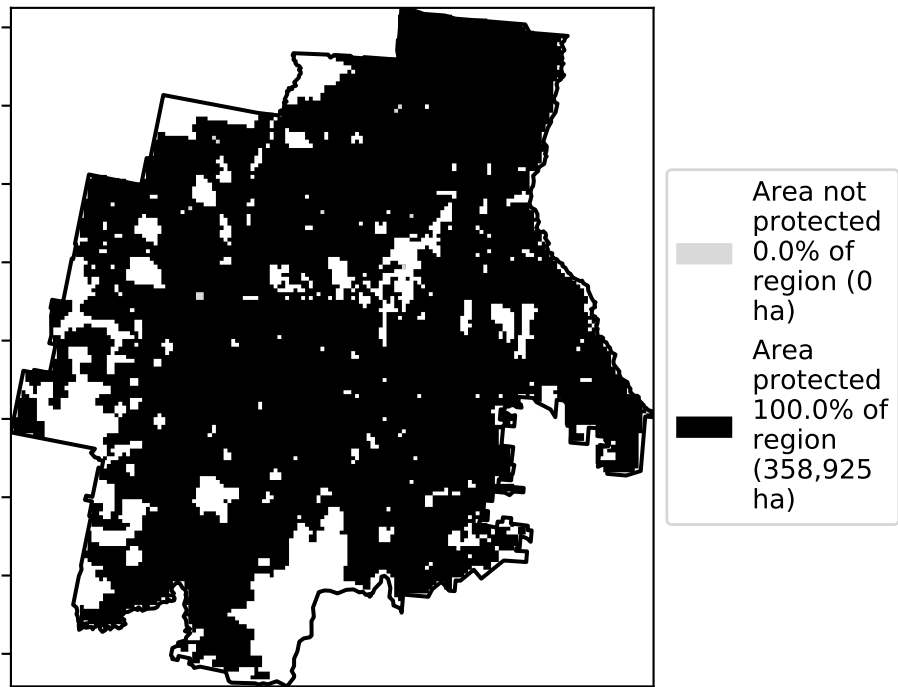 Area not
protected
0.0% of
region (0
ha)
Area
protected
100.0% of
region
(358,925
ha)